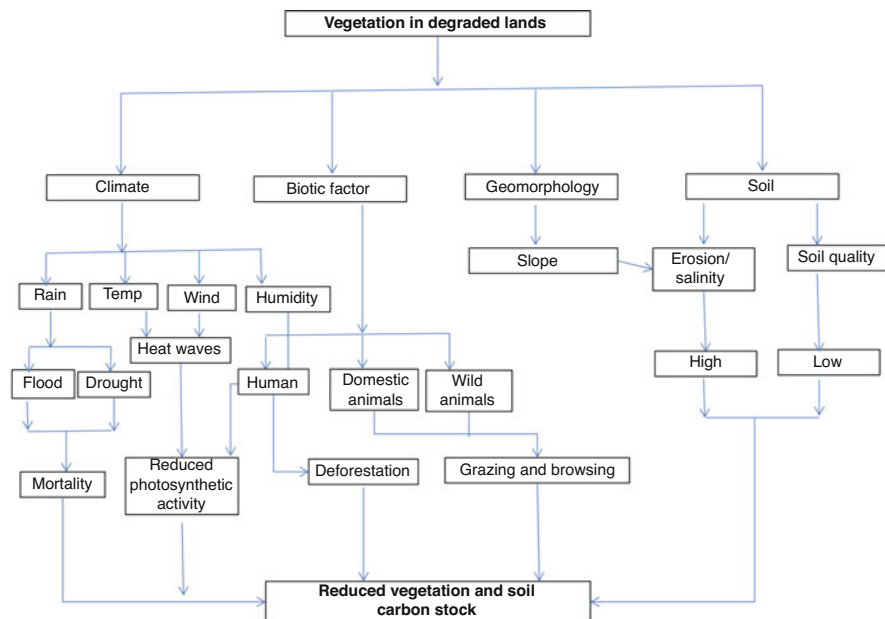 Vegetation in degraded lands
Climate
Biotic factor
Geomorphology
Soil
Slope
Erosion/
salinity
Soil quality
Rain
Temp
Wind
Humidity
Heat waves
High
Low
Flood
Drought
Human
Domestic
animals
Wild
animals
Mortality
Reduced
photosynthetic
activity
Deforestation
Grazing and browsing
Reduced vegetation and soil
carbon stock